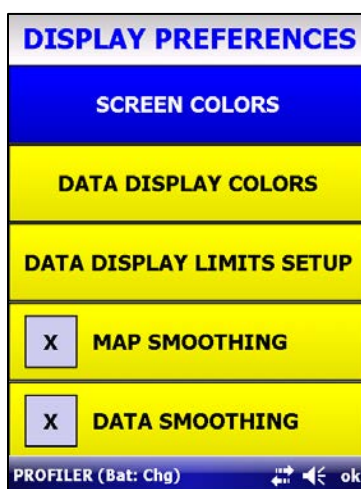 DISPLAY PREFERENCES
SCREEN COLORS
DATA DISPLAY COLORS
DATA DISPLAY LIMITS SETUP
X MAP SMOOTHING
X DATA SMOOTHING
PROFILER (Bat: Chg) ok